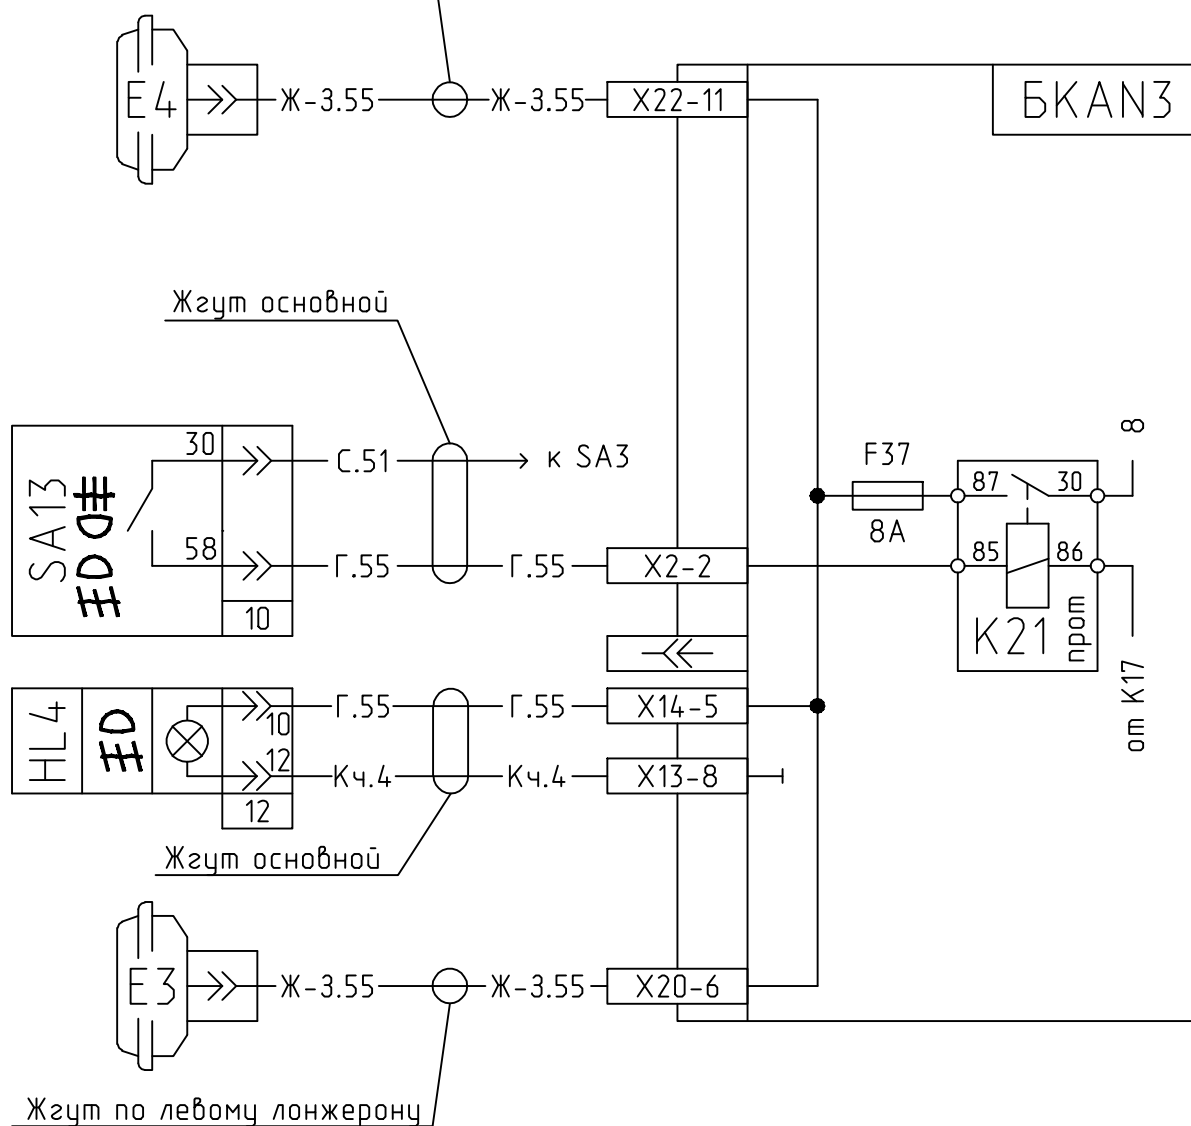 E4
Ж-3.55
Ж-3.55
X22-11
БКАN3
Жгут основной
SA13
30
С.51
к SA3
58
Г.55
Г.55
X2-2
10
F37
8A
87
30
8
85
86
K21
прот
от К17
HL4
10
Г.55
Г.55
X14-5
12
Кч.4
Кч.4
X13-8
12
Жгут основной
E3
Ж-3.55
Ж-3.55
X20-6
Жгут по левому лонжерону